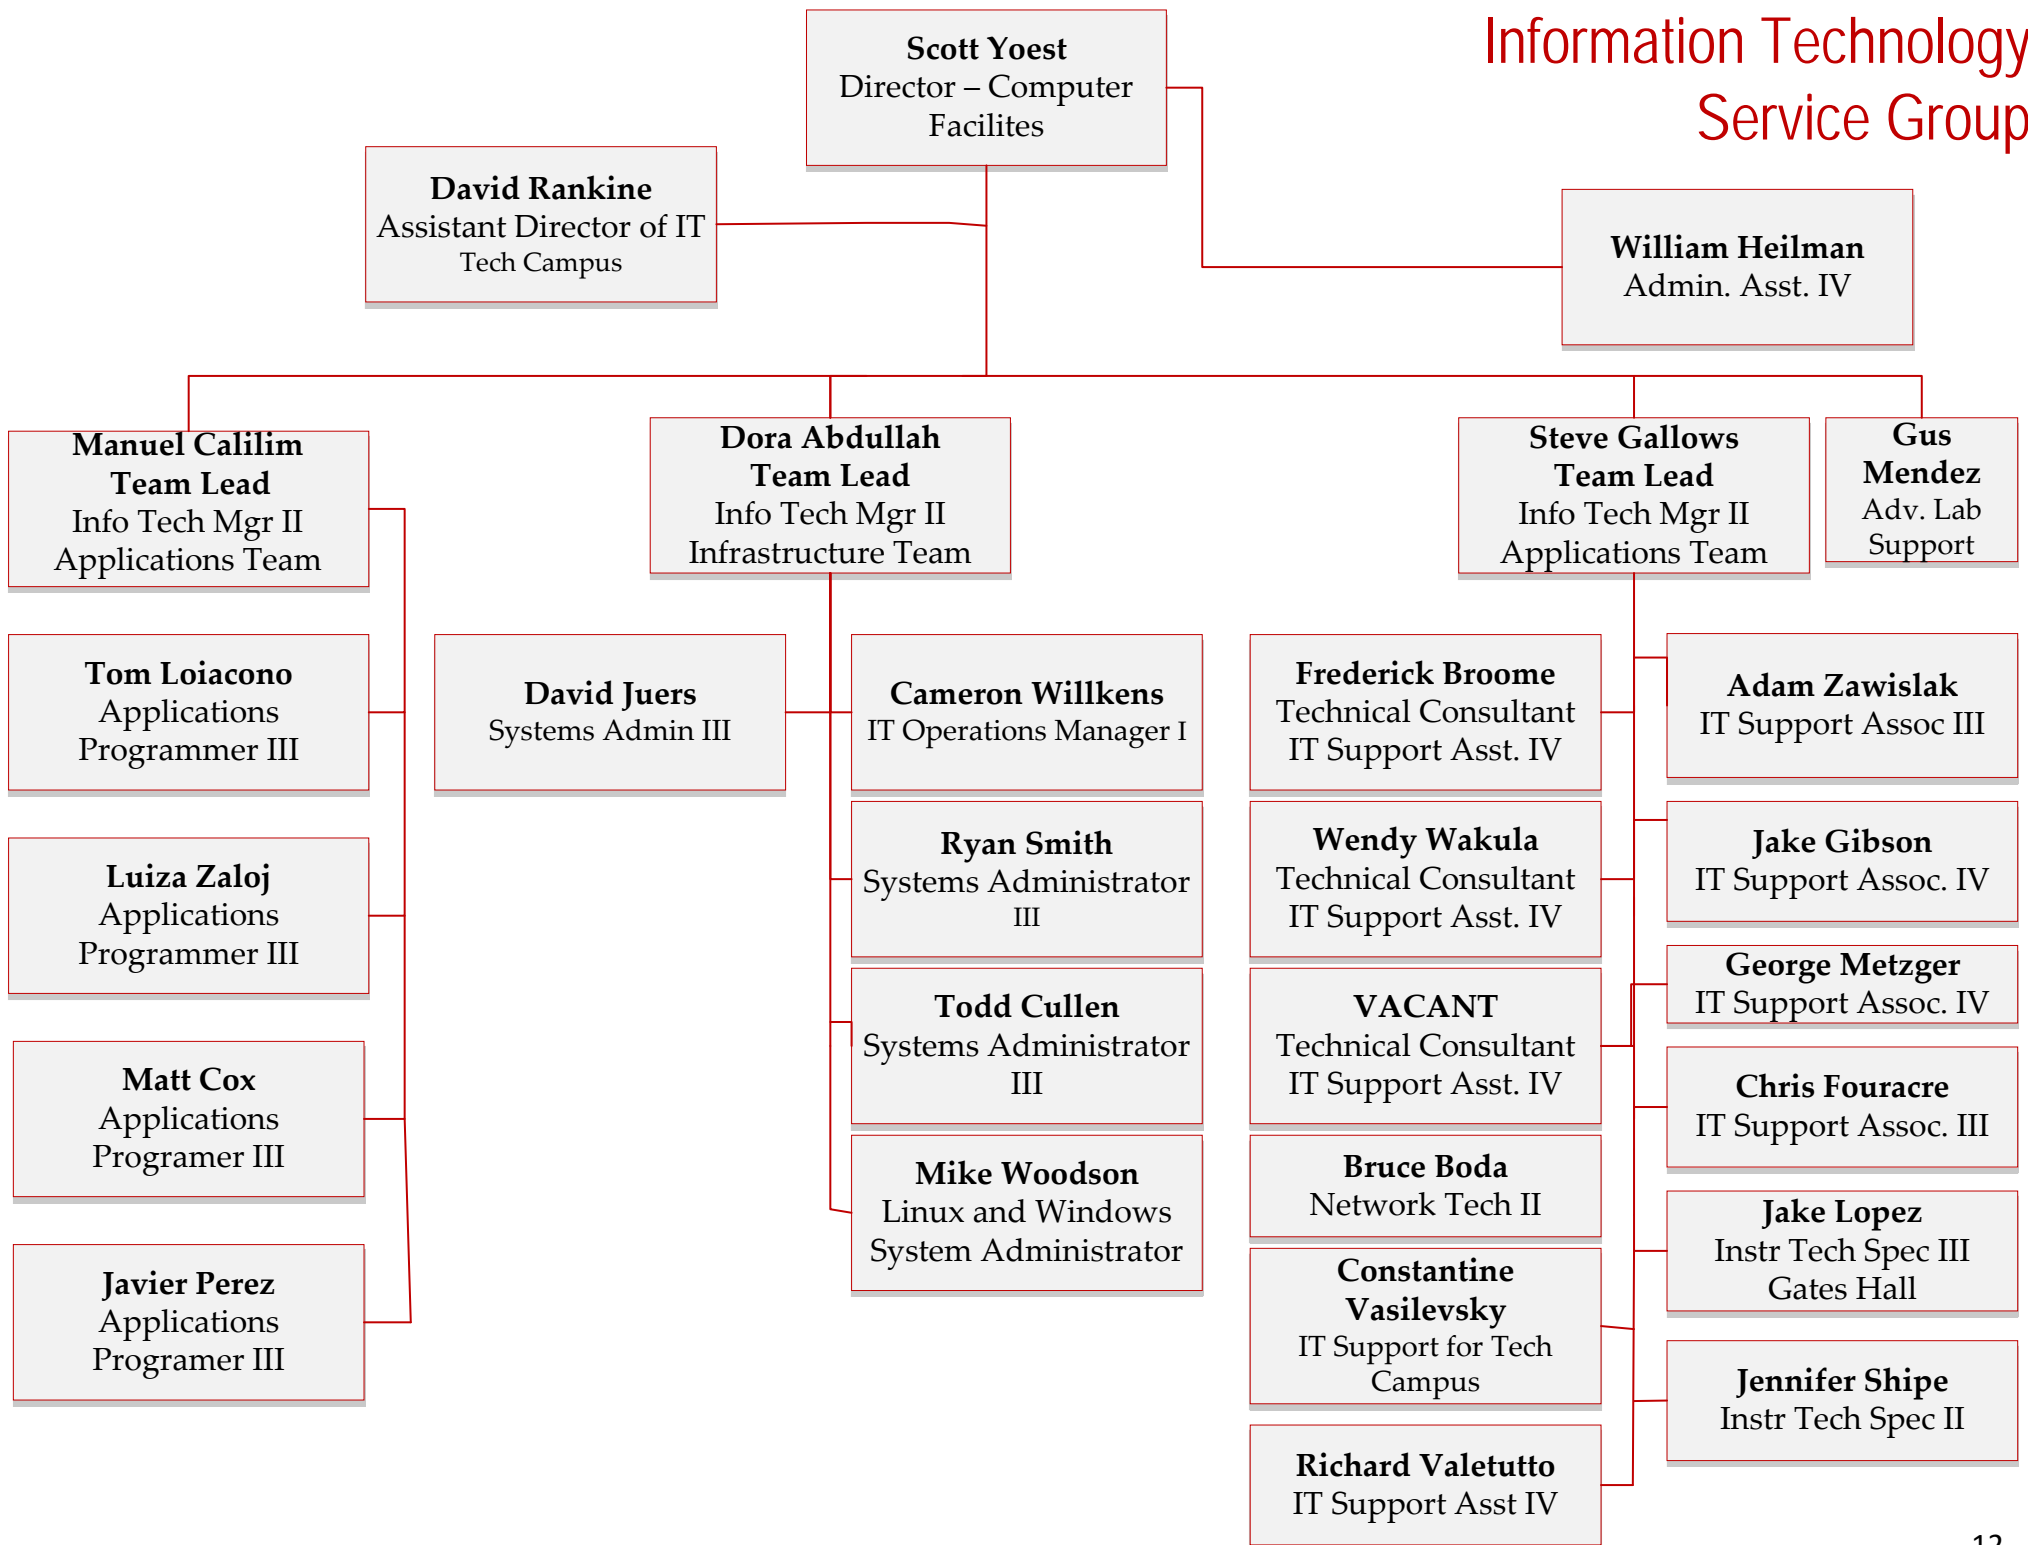 Information Technology
Service Group
Scott Yoest
Director – Computer
Facilites
David Rankine
Assistant Director of IT
Tech Campus
William Heilman
Admin. Asst. IV
Manuel Calilim
Team Lead
Info Tech Mgr II
Applications Team
Dora Abdullah
Team Lead
Info Tech Mgr II
Infrastructure Team
Steve Gallows
Team Lead
Info Tech Mgr II
Applications Team
Gus
Mendez
Adv. Lab
Support
Tom Loiacono
Applications
Programmer III
Luiza Zaloj
Applications
Programmer III
Matt Cox
Applications
Programer III
Javier Perez
Applications
Programer III
David Juers
Systems Admin III
Cameron Willkens
IT Operations Manager I
Ryan Smith
Systems Administrator
III
Todd Cullen
Systems Administrator
III
Mike Woodson
Linux and Windows
System Administrator
Frederick Broome
Technical Consultant
IT Support Asst. IV
Wendy Wakula
Technical Consultant
IT Support Asst. IV
VACANT
Technical Consultant
IT Support Asst. IV
Bruce Boda
Network Tech II
Constantine
Vasilevsky
IT Support for Tech
Campus
Richard Valetutto
IT Support Asst IV
Adam Zawislak
IT Support Assoc III
Jake Gibson
IT Support Assoc. IV
George Metzger
IT Support Assoc. IV
Chris Fouracre
IT Support Assoc. III
Jake Lopez
Instr Tech Spec III
Gates Hall
Jennifer Shipe
Instr Tech Spec II